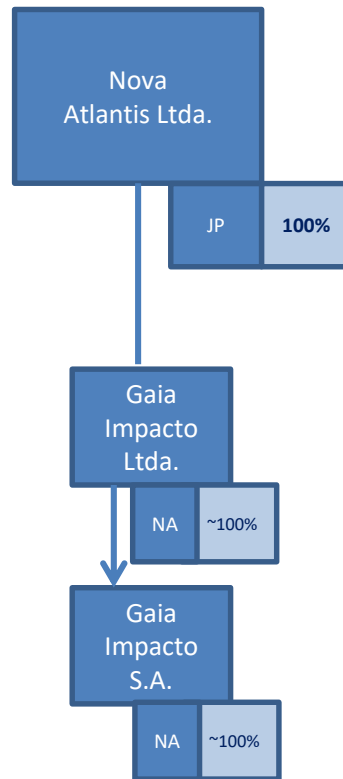 Nova
Atlantis Ltda.
JP
100%
Gaia
Impacto
Ltda.
NA
~100%
Gaia
Impacto
S.A.
NA
~100%